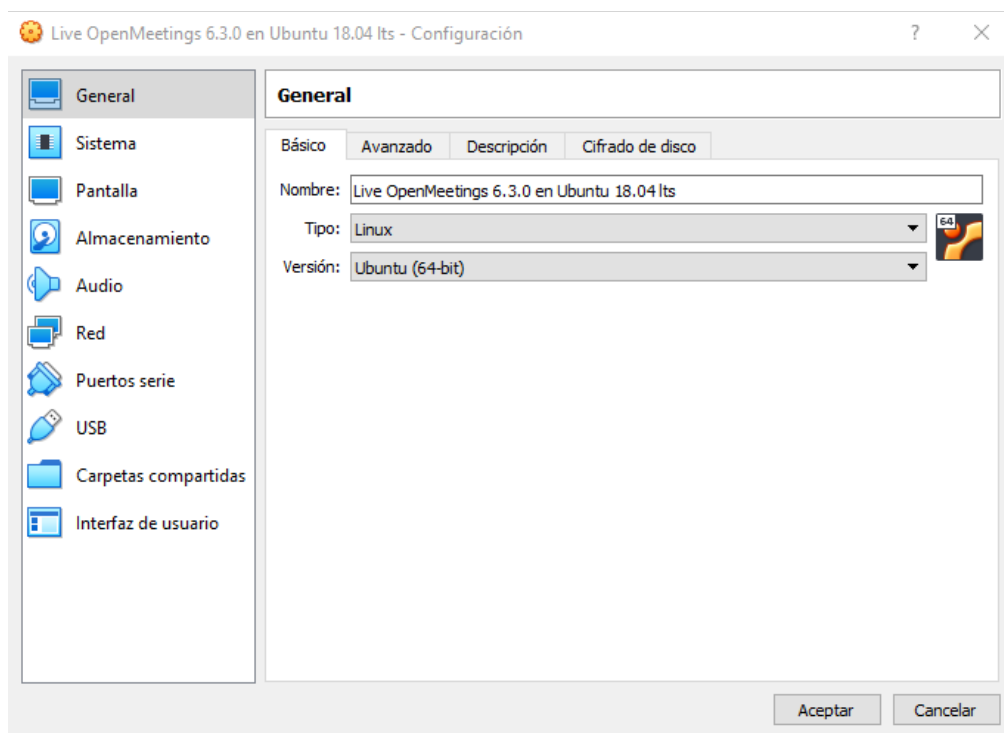 Live OpenMeetings 6.3.0 en Ubuntu 18.04 lts - Configuración ?
General
Sistema
Pantalla
Almacenamiento
Audio
Red
Puertos serie
USB
Carpetas compartidas
Interfaz de usuario
General
Básico Avanzado Descripción Cifrado de disco
Nombre: Live OpenMeetings 6.3.0 en Ubuntu 18.04 lts
Tipo: Linux
64
Versión: Ubuntu (64-bit)
Aceptar Cancelar